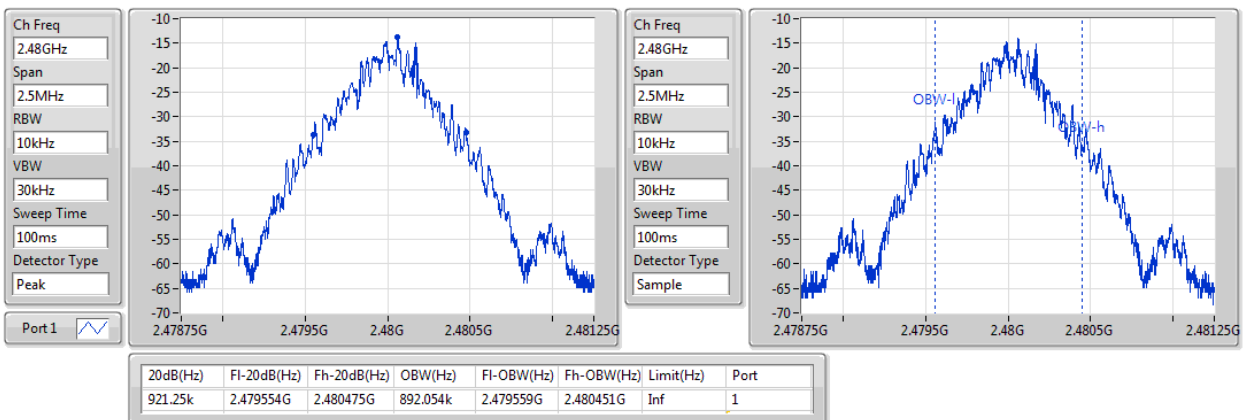 Ch Freq
2.48GHz
Span
2.5MHz
RBW
10kHz
VBW
30kHz
Sweep Time
100ms
Detector Type
Peak
Port 1
-10
-15
-20
-25
-30
-35
-40
-45
-50
-55
-60
-65
-70
2.47875G 2.4795G 2.48G 2.4805G 2.48125G
Ch Freq
2.48GHz
Span
2.5MHz
RBW
10kHz
VBW
30kHz
Sweep Time
100ms
Detector Type
Sample
-10
-15
-20
-25
-30
-35
-40
-45
-50
-55
-60
-65
-70
OBW-l
OBW-h
2.47875G 2.4795G 2.48G 2.4805G 2.48125G
20dB(Hz) Fl-20dB(Hz) Fh-20dB(Hz) OBW(Hz) Fl-OBW(Hz) Fh-OBW(Hz) Limit(Hz) Port
921.25k 2.479554G 2.480475G 892.054k 2.479559G 2.480451G Inf 1